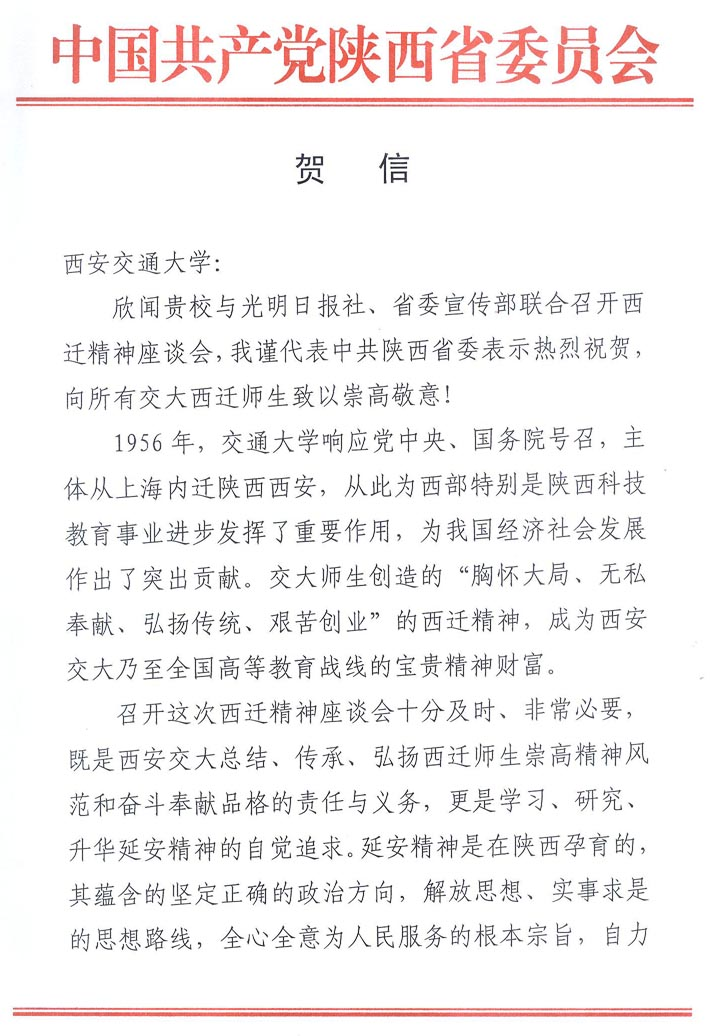 中国共产党陕西省委员会
贺 信
西安交通大学：
欣闻贵校与光明日报社、省委宣传部联合召开西
迁精神座谈会，我谨代表中共陕西省委表示热烈祝贺，
向所有交大西迁师生致以崇高敬意！
1956 年，交通大学响应党中央、国务院号召，主
体从上海内迁陕西西安，从此为西部特别是陕西科技
教育事业进步发挥了重要作用，为我国经济社会发展
作出了突出贡献。交大师生创造的“胸怀大局、无私
奉献、弘扬传统、艰苦创业”的西迁精神，成为西安
交大乃至全国高等教育战线的宝贵精神财富。
召开这次西迁精神座谈会十分及时、非常必要，
既是西安交大总结、传承、弘扬西迁师生崇高精神风
范和奋斗奉献品格的责任与义务，更是学习、研究、
升华延安精神的自觉追求。延安精神是在陕西孕育的，
其蕴含的坚定正确的政治方向，解放思想、实事求是
的思想路线，全心全意为人民服务的根本宗旨，自力